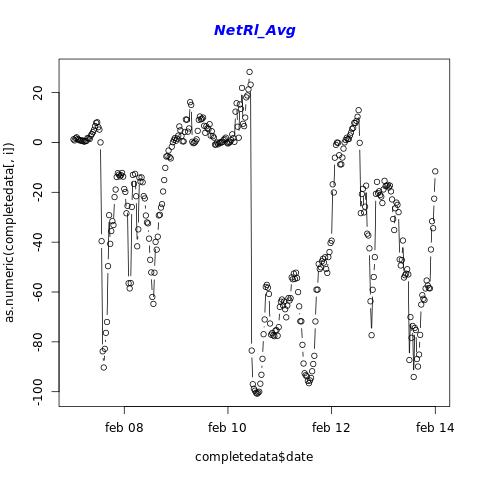 NetRl_Avg
as.numeric(completedata[, i])
20
0
-20
-40
-60
-80
-100
feb 08
feb 10
feb 12
feb 14
completedata$date